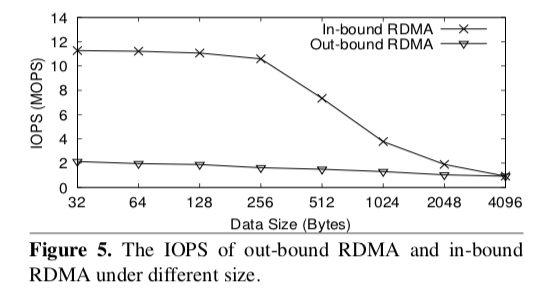 14
12
10
8
6
4
2
0
IOPS (MOPS)
In-bound RDMA
Out-bound RDMA
32 64 128 256 512 1024 2048 4096
Data Size (Bytes)
Figure 5. The IOPS of out-bound RDMA and in-bound
RDMA under different size.